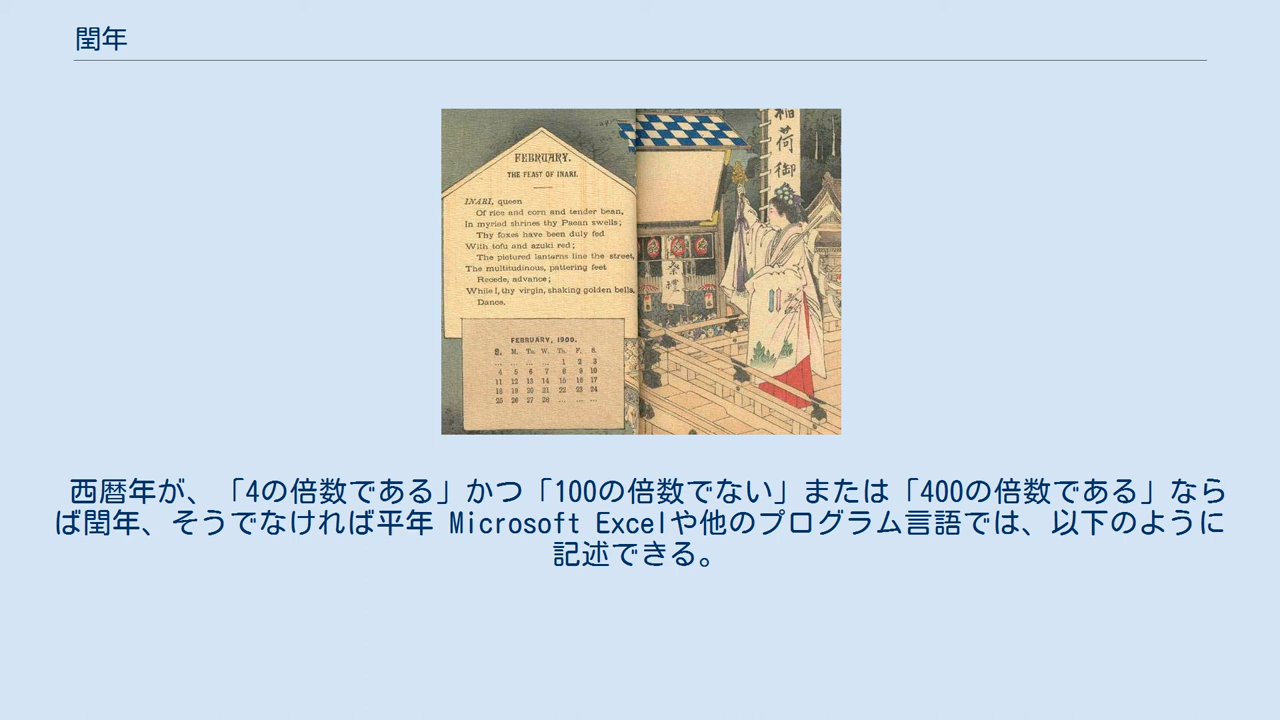 閏年
FEBRUARY.
THE FEAST OF INARI.
INARI, queen
Of rice and corn and tender bean,
In myriad shrines thy Paean swells;
Thy foxes have been duly fed
With tofu and azuki red;
The pictured lanterns line the street,
The multitudinous, pattering feet
Recede, advance;
While I, thy virgin, shaking golden bells,
Dance.
FEBRUARY, 1900.
S. M. Tu. W. Th. F. S.
... ... ... ... 1 2 3
4 5 6 7 8 9 10
11 12 13 14 15 16 17
18 19 20 21 22 23 24
25 26 27 28 ... ... ...
稲荷御
祭禮
西暦年が、「4の倍数である」かつ「100の倍数でない」または「400の倍数である」なら
ば閏年、そうでなければ平年 Microsoft Excelや他のプログラム言語では、以下のように
記述できる。